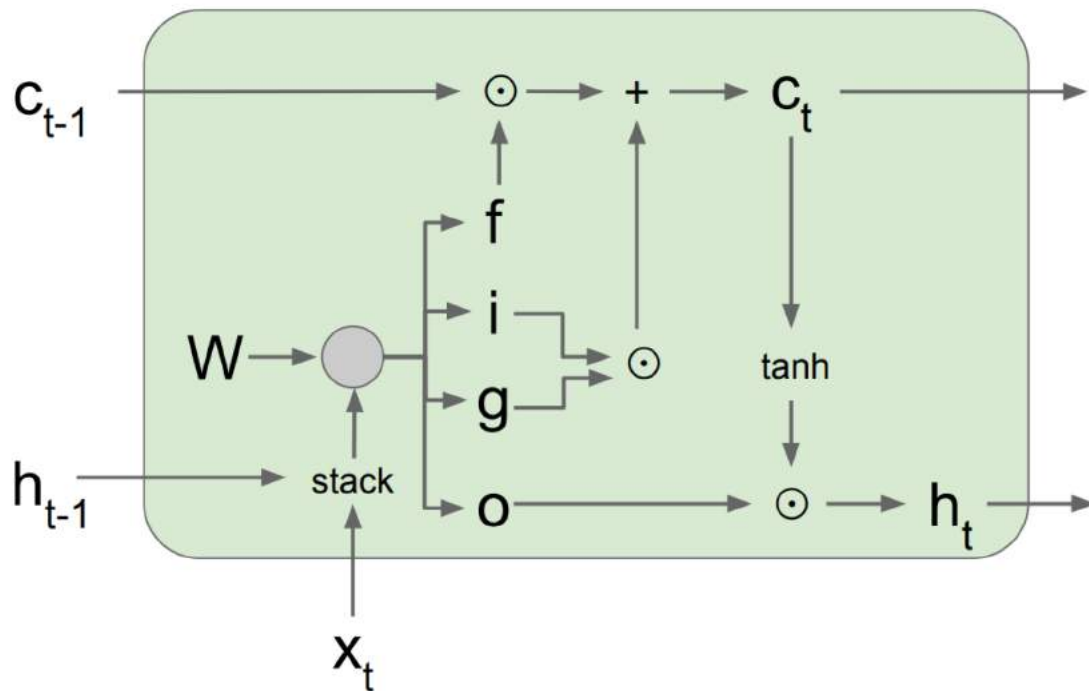 c_{t-1} ⊙ + c_t
f
i
W ⊙ tanh
g
h_{t-1} stack
o ⊙ h_t
x_t